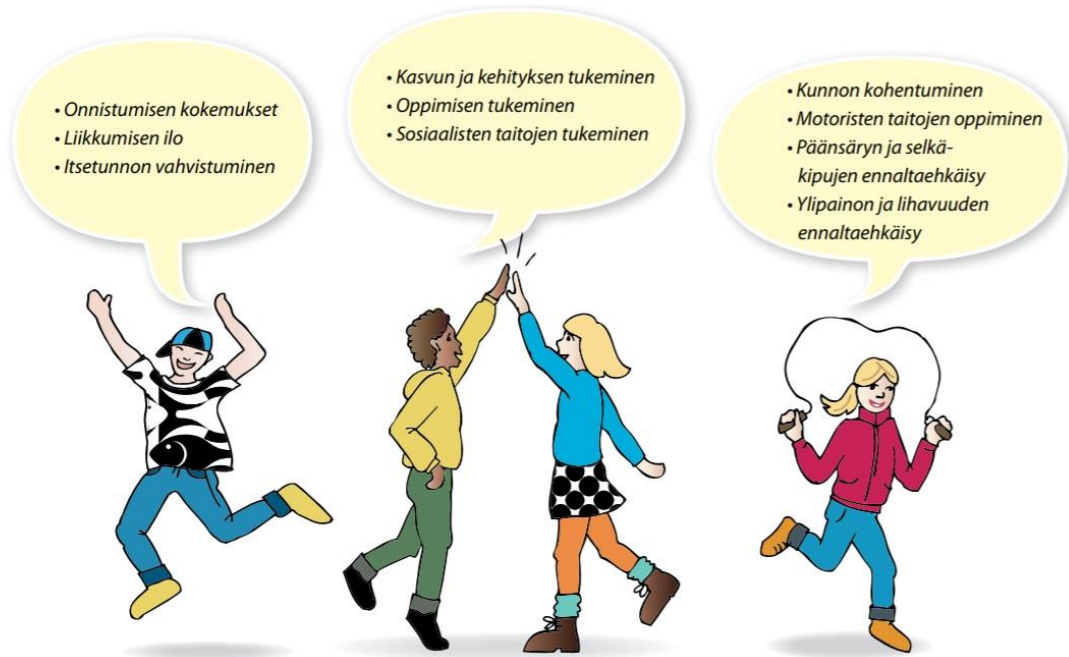 • Onnistumisen kokemukset
• Liikkumisen ilo
• Itsetunnon vahvistuminen
• Kasvun ja kehityksen tukeminen
• Oppimisen tukeminen
• Sosiaalisten taitojen tukeminen
• Kunnon kohentuminen
• Motoristen taitojen oppiminen
• Päänsäryn ja selkä-
kipujen ennaltaehkäisy
• Ylipainon ja lihavuuden
ennaltaehkäisy